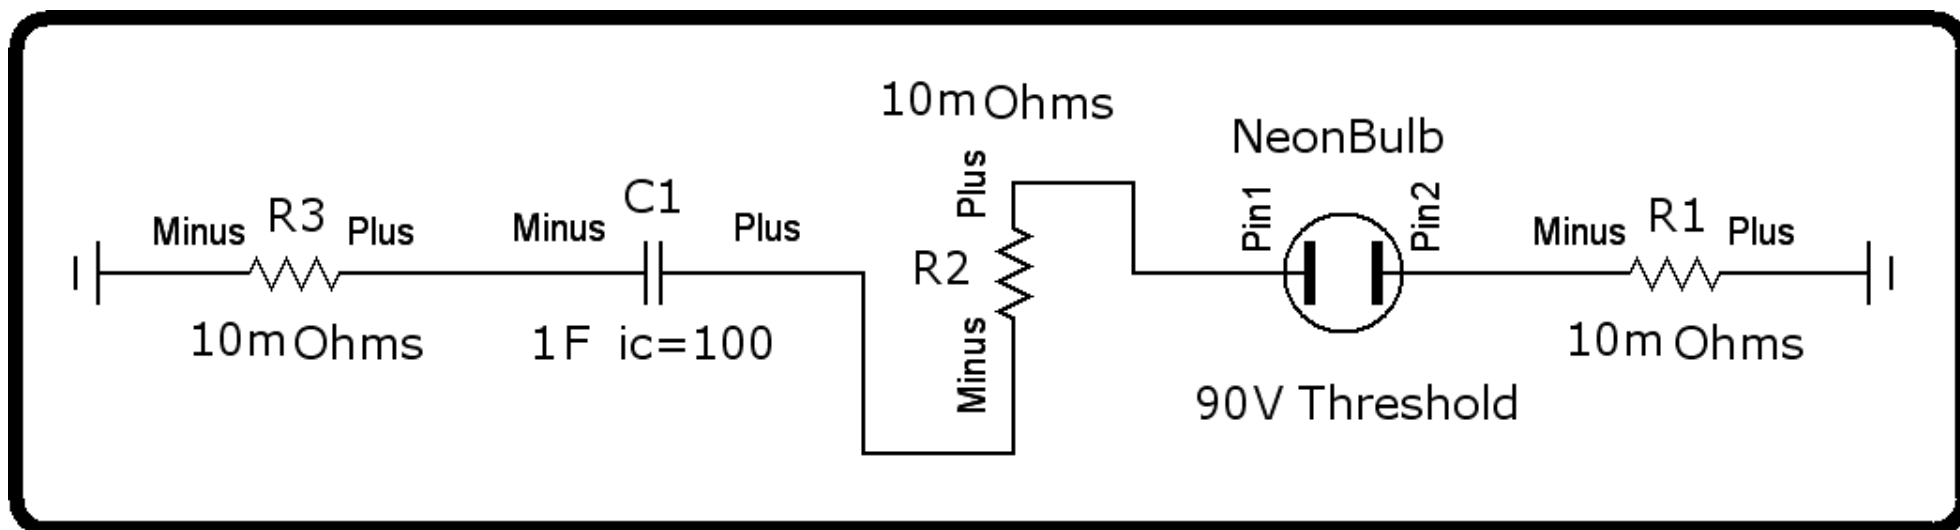 10m Ohms
NeonBulb
Minus R3 Plus
Minus C1 Plus
Plus
R2
Minus
Pin1
Pin2
Minus R1 Plus
10m Ohms
1F ic=100
10m Ohms
90V Threshold